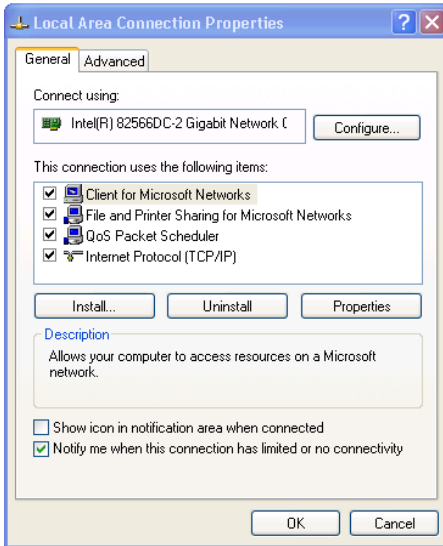 Local Area Connection Properties
General Advanced
Connect using:
Intel(R) 82566DC-2 Gigabit Network C
Configure...
This connection uses the following items:
Client for Microsoft Networks
File and Printer Sharing for Microsoft Networks
QoS Packet Scheduler
Internet Protocol (TCP/IP)
Install... Uninstall Properties
Description
Allows your computer to access resources on a Microsoft
network.
Show icon in notification area when connected
Notify me when this connection has limited or no connectivity
OK Cancel